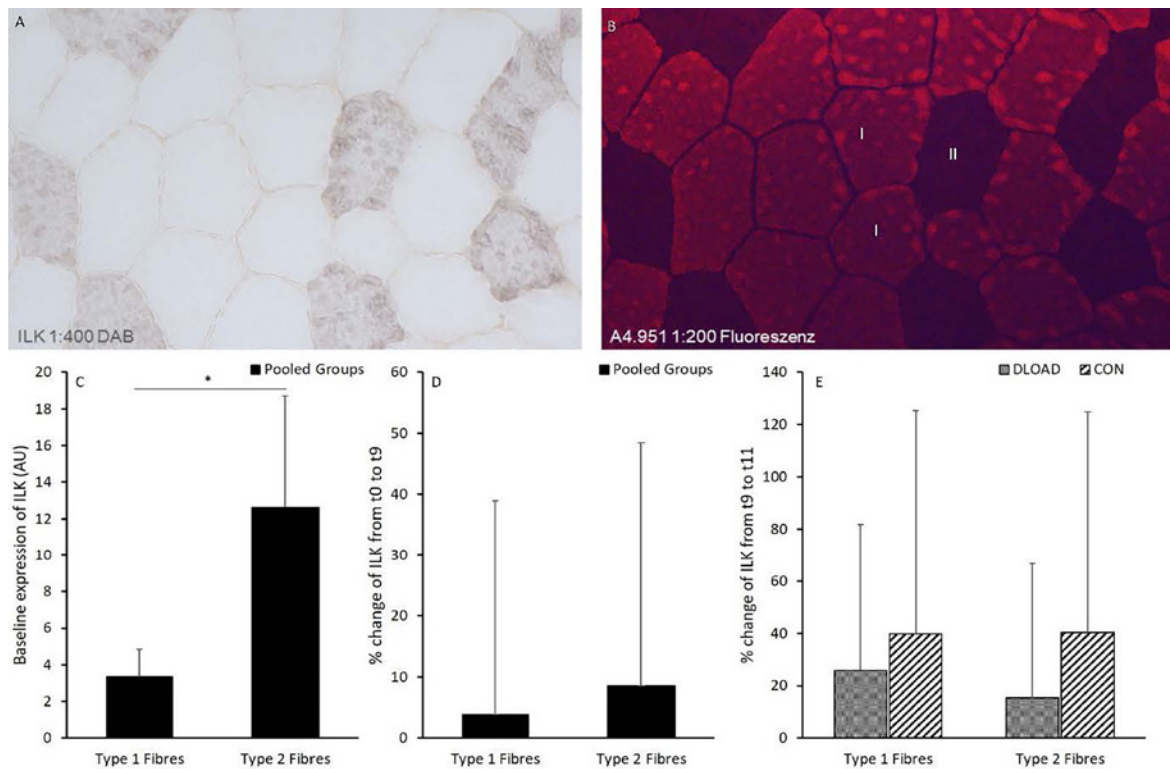 A
ILK 1:400 DAB
B
I
II
I
A4.951 1:200 Fluoreszenz
C
Pooled Groups
*
Baseline expression of ILK (AU)
20
18
16
14
12
10
8
6
4
2
0
Type 1 Fibres
Type 2 Fibres
D
Pooled Groups
% change of ILK from t0 to t9
60
50
40
30
20
10
0
Type 1 Fibres
Type 2 Fibres
E
DLOAD
CON
% change of ILK from t9 to t11
140
120
100
80
60
40
20
0
Type 1 Fibres
Type 2 Fibres